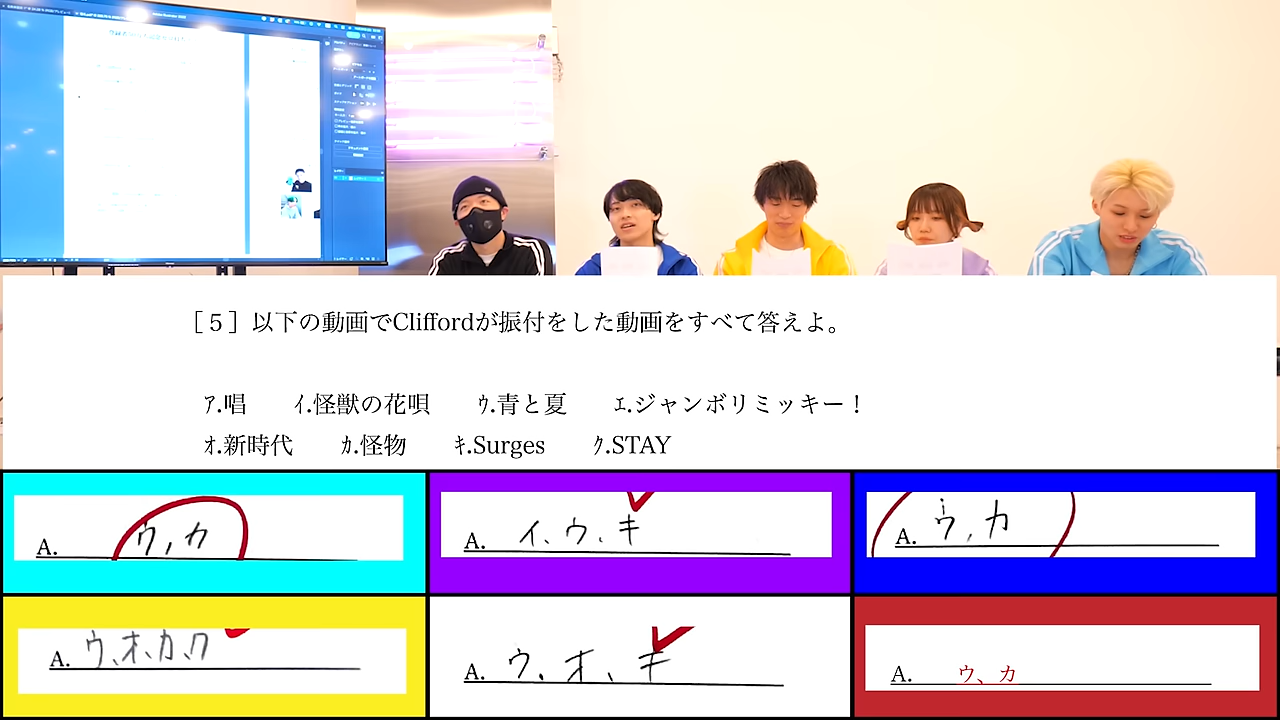 ［５］以下の動画でCliffordが振付をした動画をすべて答えよ。
ｱ.唱　ｲ.怪獣の花唄　ｳ.青と夏　ｴ.ジャンボリミッキー！
ｵ.新時代　ｶ.怪物　ｷ.Surges　ｸ.STAY
A. ウ, カ
A. イ、ウ、キ
A. ウ, カ
A. ウ、オ、カ、ク
A. ウ、オ、キ
A. ウ、カ